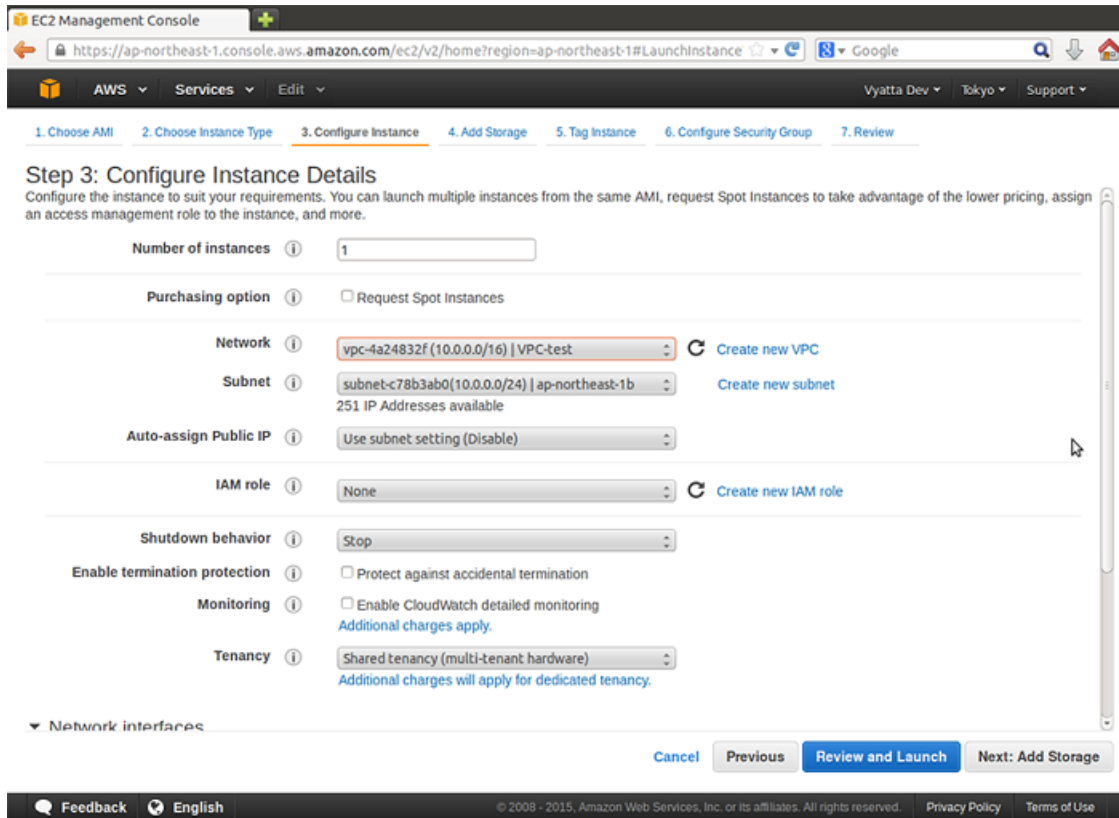 EC2 Management Console
https://ap-northeast-1.console.aws.amazon.com/ec2/v2/home?region=ap-northeast-1#LaunchInstance
Google
AWS Services Edit Vyatta Dev Tokyo Support
1. Choose AMI 2. Choose Instance Type 3. Configure Instance 4. Add Storage 5. Tag Instance 6. Configure Security Group 7. Review
Step 3: Configure Instance Details
Configure the instance to suit your requirements. You can launch multiple instances from the same AMI, request Spot Instances to take advantage of the lower pricing, assign
an access management role to the instance, and more.
Number of instances 1
Purchasing option Request Spot Instances
Network vpc-4a24832f (10.0.0.0/16) | VPC-test Create new VPC
Subnet subnet-c78b3ab0(10.0.0.0/24) | ap-northeast-1b Create new subnet
251 IP Addresses available
Auto-assign Public IP Use subnet setting (Disable)
IAM role None Create new IAM role
Shutdown behavior Stop
Enable termination protection Protect against accidental termination
Monitoring Enable CloudWatch detailed monitoring
Additional charges apply.
Tenancy Shared tenancy (multi-tenant hardware)
Additional charges will apply for dedicated tenancy.
Network interfaces
Cancel Previous Review and Launch Next: Add Storage
Feedback English © 2008 - 2015, Amazon Web Services, Inc. or its affiliates. All rights reserved. Privacy Policy Terms of Use